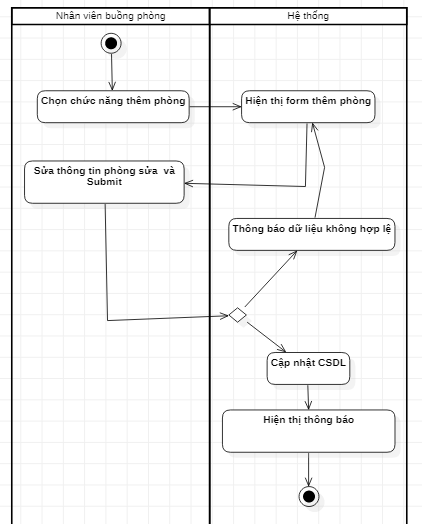 Nhân viên buồng phòng
Hệ thống
Chọn chức năng thêm phòng
Hiện thị form thêm phòng
Sửa thông tin phòng sửa và
Submit
Thông báo dữ liệu không hợp lệ
Cập nhật CSDL
Hiện thị thông báo